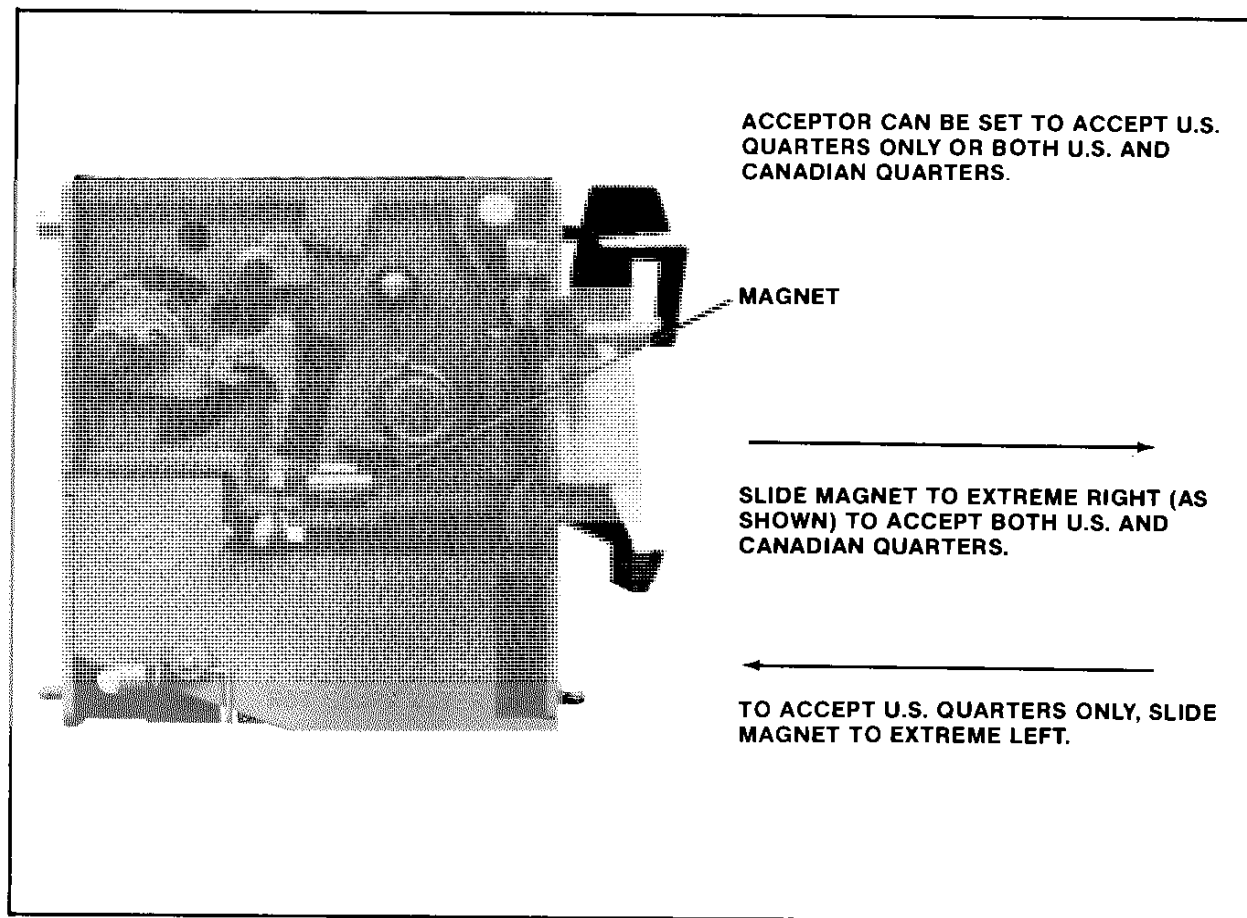 ACCEPTOR CAN BE SET TO ACCEPT U.S.
QUARTERS ONLY OR BOTH U.S. AND
CANADIAN QUARTERS.
MAGNET
SLIDE MAGNET TO EXTREME RIGHT (AS
SHOWN) TO ACCEPT BOTH U.S. AND
CANADIAN QUARTERS.
TO ACCEPT U.S. QUARTERS ONLY, SLIDE
MAGNET TO EXTREME LEFT.